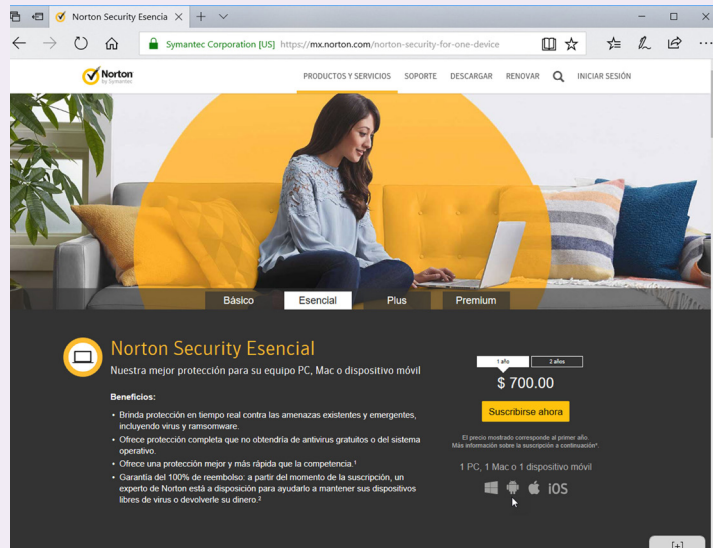 Norton Security Esencia
Symantec Corporation [US] https://mx.norton.com/norton-security-for-one-device
Norton
by Symantec
PRODUCTOS Y SERVICIOS SOPORTE DESCARGAR RENOVAR INICIAR SESIÓN
Básico Esencial Plus Premium
Norton Security Esencial
Nuestra mejor protección para su equipo PC, Mac o dispositivo móvil
Beneficios:
• Brinda protección en tiempo real contra las amenazas existentes y emergentes,
incluyendo virus y ransomware.
• Ofrece protección completa que no obtendría de antivirus gratuitos o del sistema
operativo.
• Ofrece una protección mejor y más rápida que la competencia.¹
• Garantía del 100% de reembolso: a partir del momento de la suscripción, un
experto de Norton está a disposición para ayudarlo a mantener sus dispositivos
libres de virus o devolverle su dinero.²
1 año 2 años
$ 700.00
Suscribirse ahora
El precio mostrado corresponde al primer año.
Más información sobre la suscripción a continuación*.
1 PC, 1 Mac o 1 dispositivo móvil
iOS
[+]